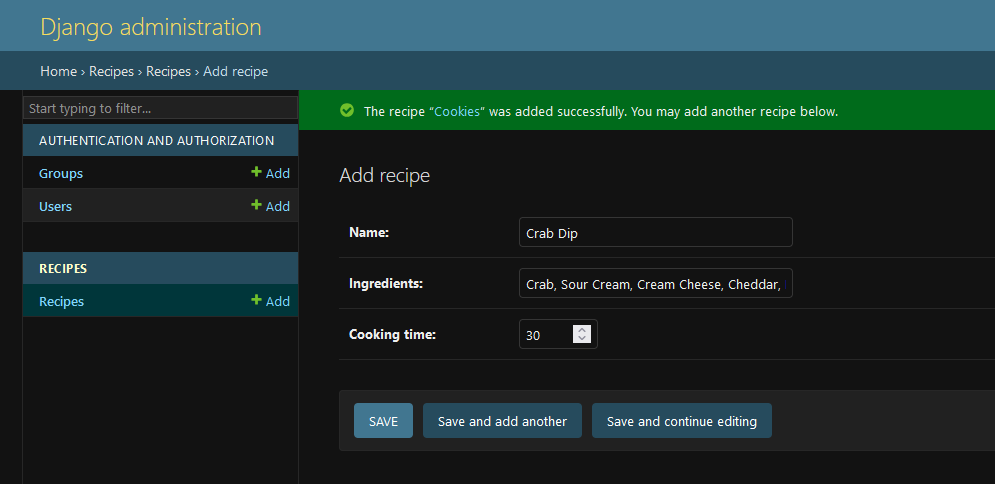 Django administration
Home › Recipes › Recipes › Add recipe
Start typing to filter...
AUTHENTICATION AND AUTHORIZATION
Groups + Add
Users + Add
RECIPES
Recipes + Add
The recipe “Cookies” was added successfully. You may add another recipe below.
Add recipe
Name: Crab Dip
Ingredients: Crab, Sour Cream, Cream Cheese, Cheddar,
Cooking time: 30
SAVE Save and add another Save and continue editing